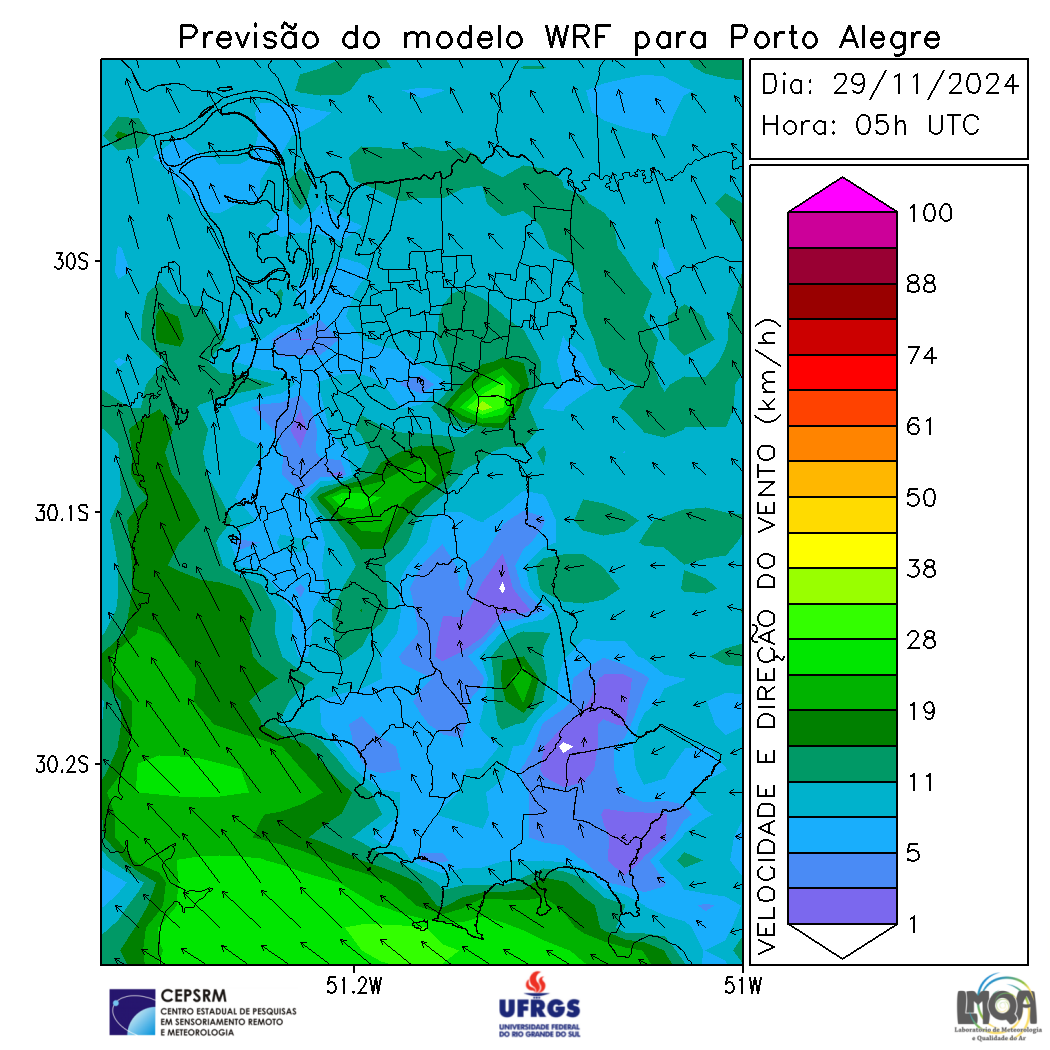 Previsão do modelo WRF para Porto Alegre
Dia: 29/11/2024
Hora: 05h UTC
30S
30.1S
30.2S
51.2W
51W
VELOCIDADE E DIREÇÃO DO VENTO (km/h)
100
88
74
61
50
38
28
19
11
5
1
CEPSRM
CENTRO ESTADUAL DE PESQUISAS
EM SENSORIAMENTO REMOTO
E METEOROLOGIA
UFRGS
UNIVERSIDADE FEDERAL
DO RIO GRANDE DO SUL
LMQA
Laboratório de Meteorologia
e Qualidade do Ar